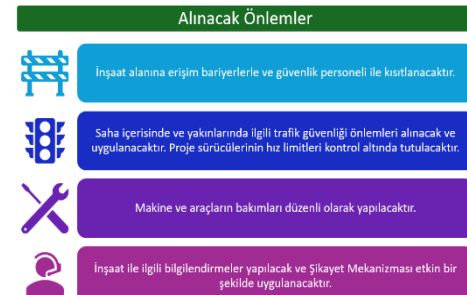 Alınacak Önlemler
İnşaat alanına erişim bariyerlerle ve güvenlik personeli ile kısıtlanacaktır.
Saha içerisinde ve yakınlarında ilgili trafik güvenliği önlemleri alınacak ve
uygulanacaktır. Proje sürücülerinin hız limitleri kontrol altında tutulacaktır.
Makine ve araçların bakımları düzenli olarak yapılacaktır.
İnşaat ile ilgili bilgilendirmeler yapılacak ve Şikayet Mekanizması etkin bir
şekilde uygulanacaktır.